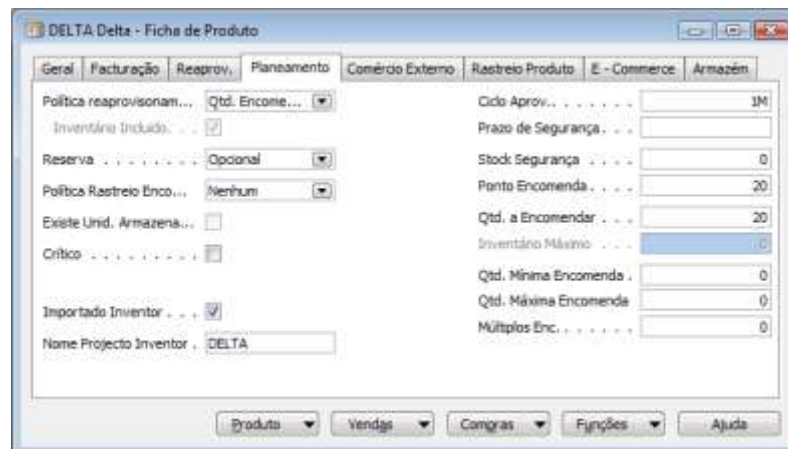 DELTA Delta - Ficha de Produto
Geral Facturação Reaprov. Planeamento Comércio Externo Rastreio Produto E - Commerce Armazém
Política reaprovisonam... Qtd. Encome... Ciclo Aprov.. . . . . . . 1M
Inventário Incluido. . . Prazo de Segurança. . .
Reserva . . . . . . . . Opcional Stock Segurança . . . . 0
Política Rastreio Enco... Nenhum Ponto Encomenda. . . . 20
Existe Unid. Armazena... Qtd. a Encomendar . . . 20
Crítico . . . . . . . . . Inventário Máximo . . . 0
Qtd. Mínima Encomenda . 0
Importado Inventor . . . Qtd. Máxima Encomenda 0
Nome Projecto Inventor . DELTA Múltiplos Enc. . . . . . 0
Produto Vendas Compras Funções Ajuda